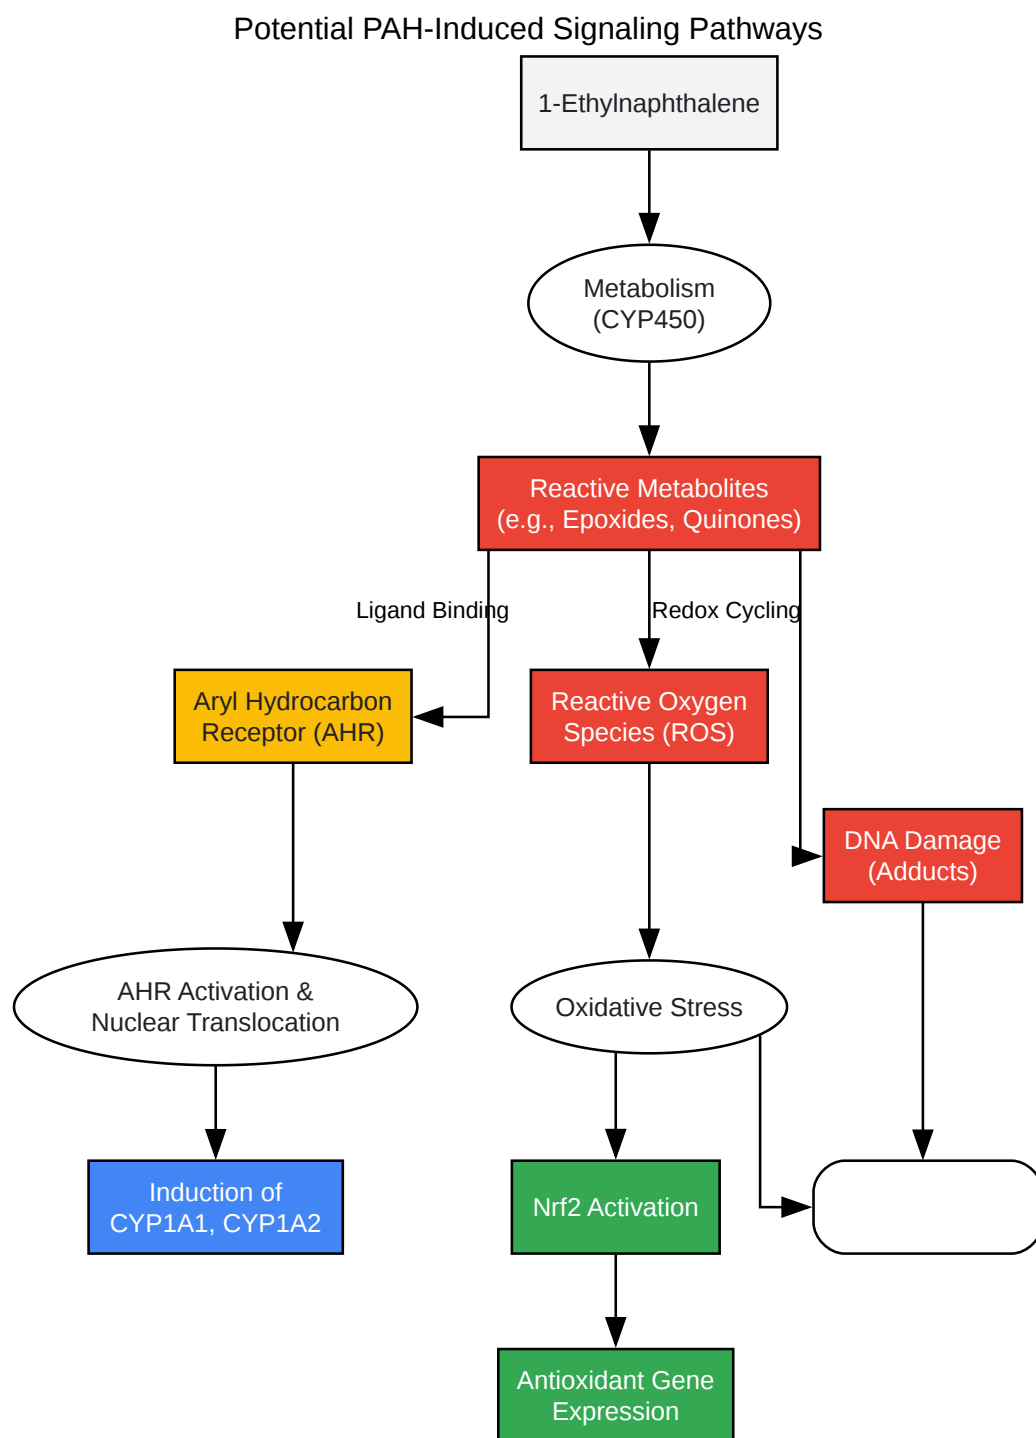 Potential PAH-Induced Signaling Pathways
1-Ethylnaphthalene
Metabolism
(CYP450)
Reactive Metabolites
(e.g., Epoxides, Quinones)
Ligand Binding
Redox Cycling
Aryl Hydrocarbon
Receptor (AHR)
Reactive Oxygen
Species (ROS)
DNA Damage
(Adducts)
AHR Activation &
Nuclear Translocation
Oxidative Stress
Induction of
CYP1A1, CYP1A2
Nrf2 Activation
Antioxidant Gene
Expression